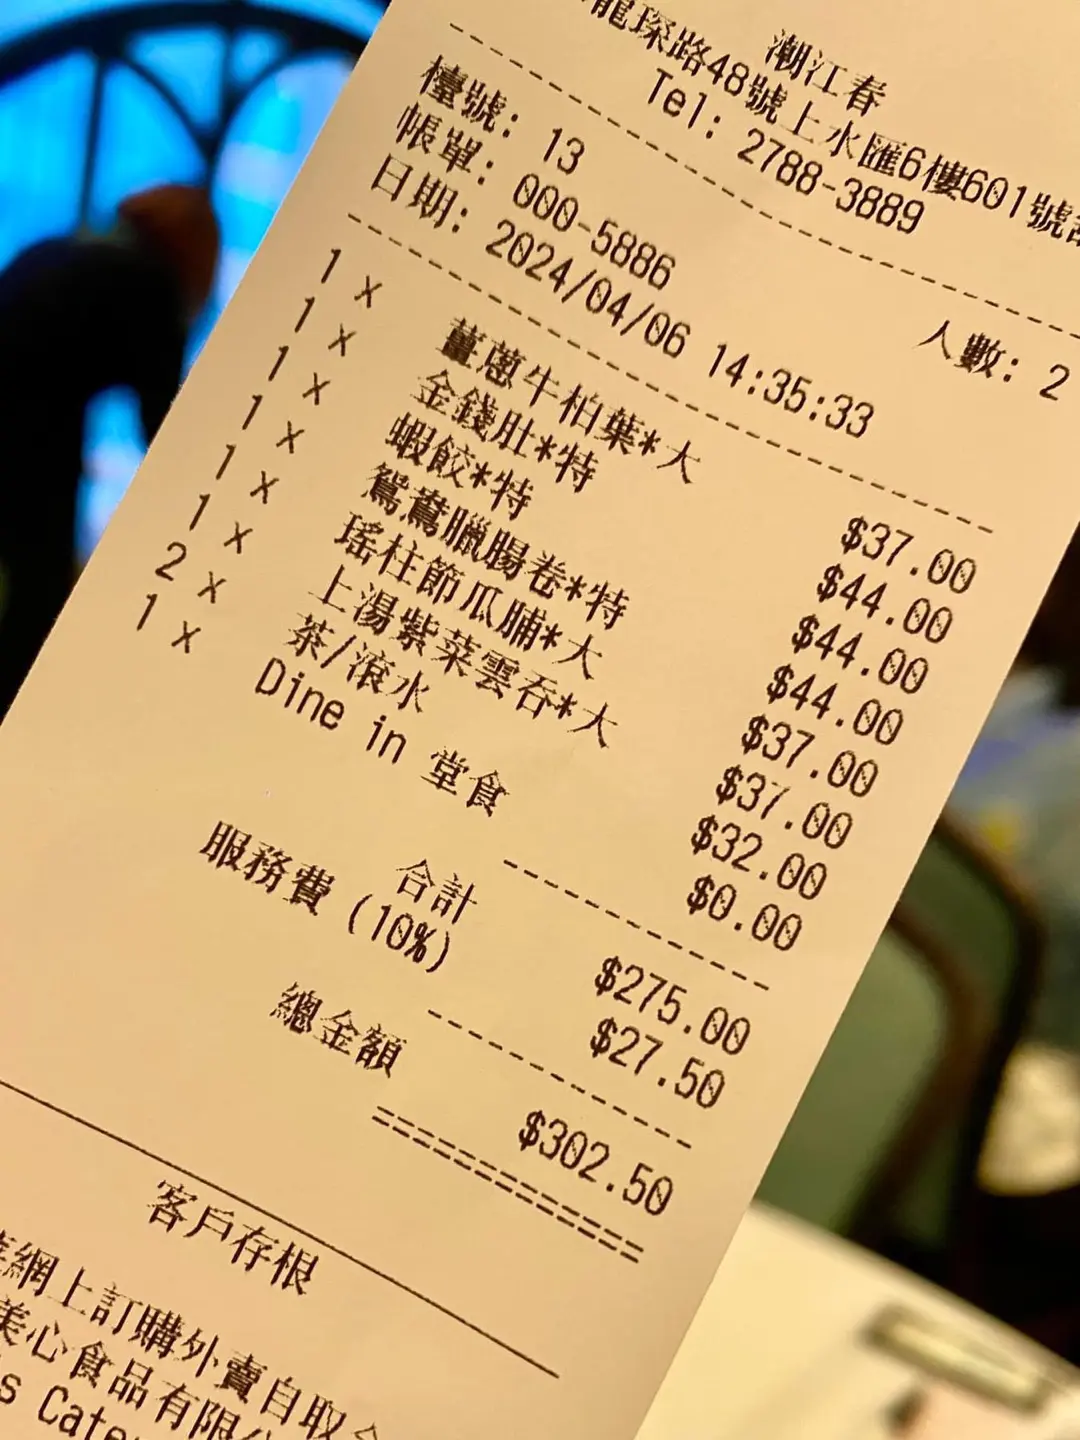 潮江春
龍琛路48號上水匯6樓601號
Tel: 2788-3889
檯號: 13 人數: 2
帳單: 000-5886
日期: 2024/04/06 14:35:33
1 x 薑蔥牛柏葉*大 $37.00
1 x 金錢肚*特 $44.00
1 x 蝦餃*特 $44.00
1 x 鴛鴦臘腸卷*特 $44.00
1 x 瑤柱節瓜脯*大 $37.00
1 x 上湯紫菜雲吞*大 $37.00
2 x 茶/滾水 $32.00
1 x Dine in 堂食 $0.00
合計 $275.00
服務費 (10%) $27.50
總金額 $302.50
客戶存根
網上訂購外賣自取
美心食品有限
s Cate